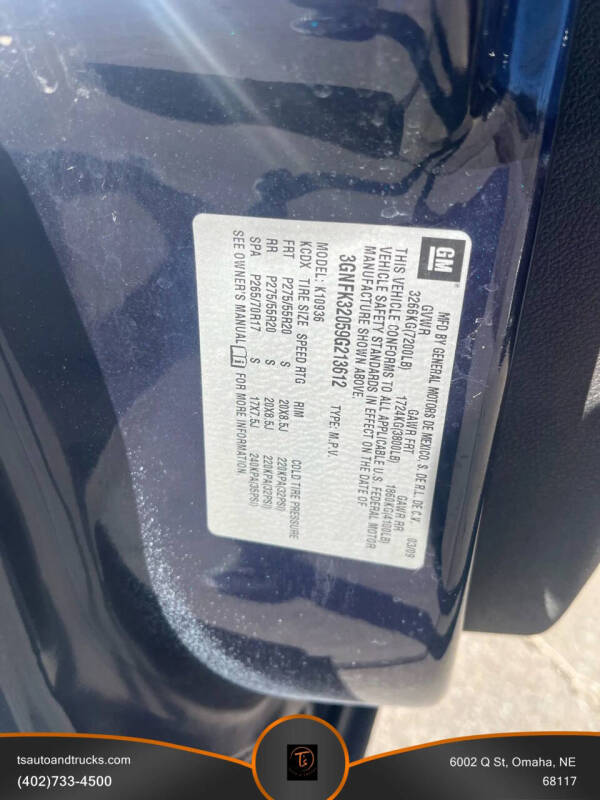 GM
MFD BY GENERAL MOTORS DE MEXICO, S. DE R.L. DE C.V. 03/09
GVWR GAWR FRT GAWR RR
3266KG(7200LB) 1724KG(3800LB) 1860KG(4100LB)
THIS VEHICLE CONFORMS TO ALL APPLICABLE U.S. FEDERAL MOTOR
VEHICLE SAFETY STANDARDS IN EFFECT ON THE DATE OF
MANUFACTURE SHOWN ABOVE.
3GNFK32059G213612 TYPE: M.P.V.
MODEL: K10936
KCDX TIRE SIZE SPEED RTG RIM COLD TIRE PRESSURE
FRT P275/55R20 S 20X8.5J 220KPA(32PSI)
RR P275/55R20 S 20X8.5J 220KPA(32PSI)
SPA P265/70R17 S 17X7.5J 240KPA(35PSI)
SEE OWNER'S MANUAL FOR MORE INFORMATION.
tsautoandtrucks.com
(402)733-4500
T's
6002 Q St, Omaha, NE
68117